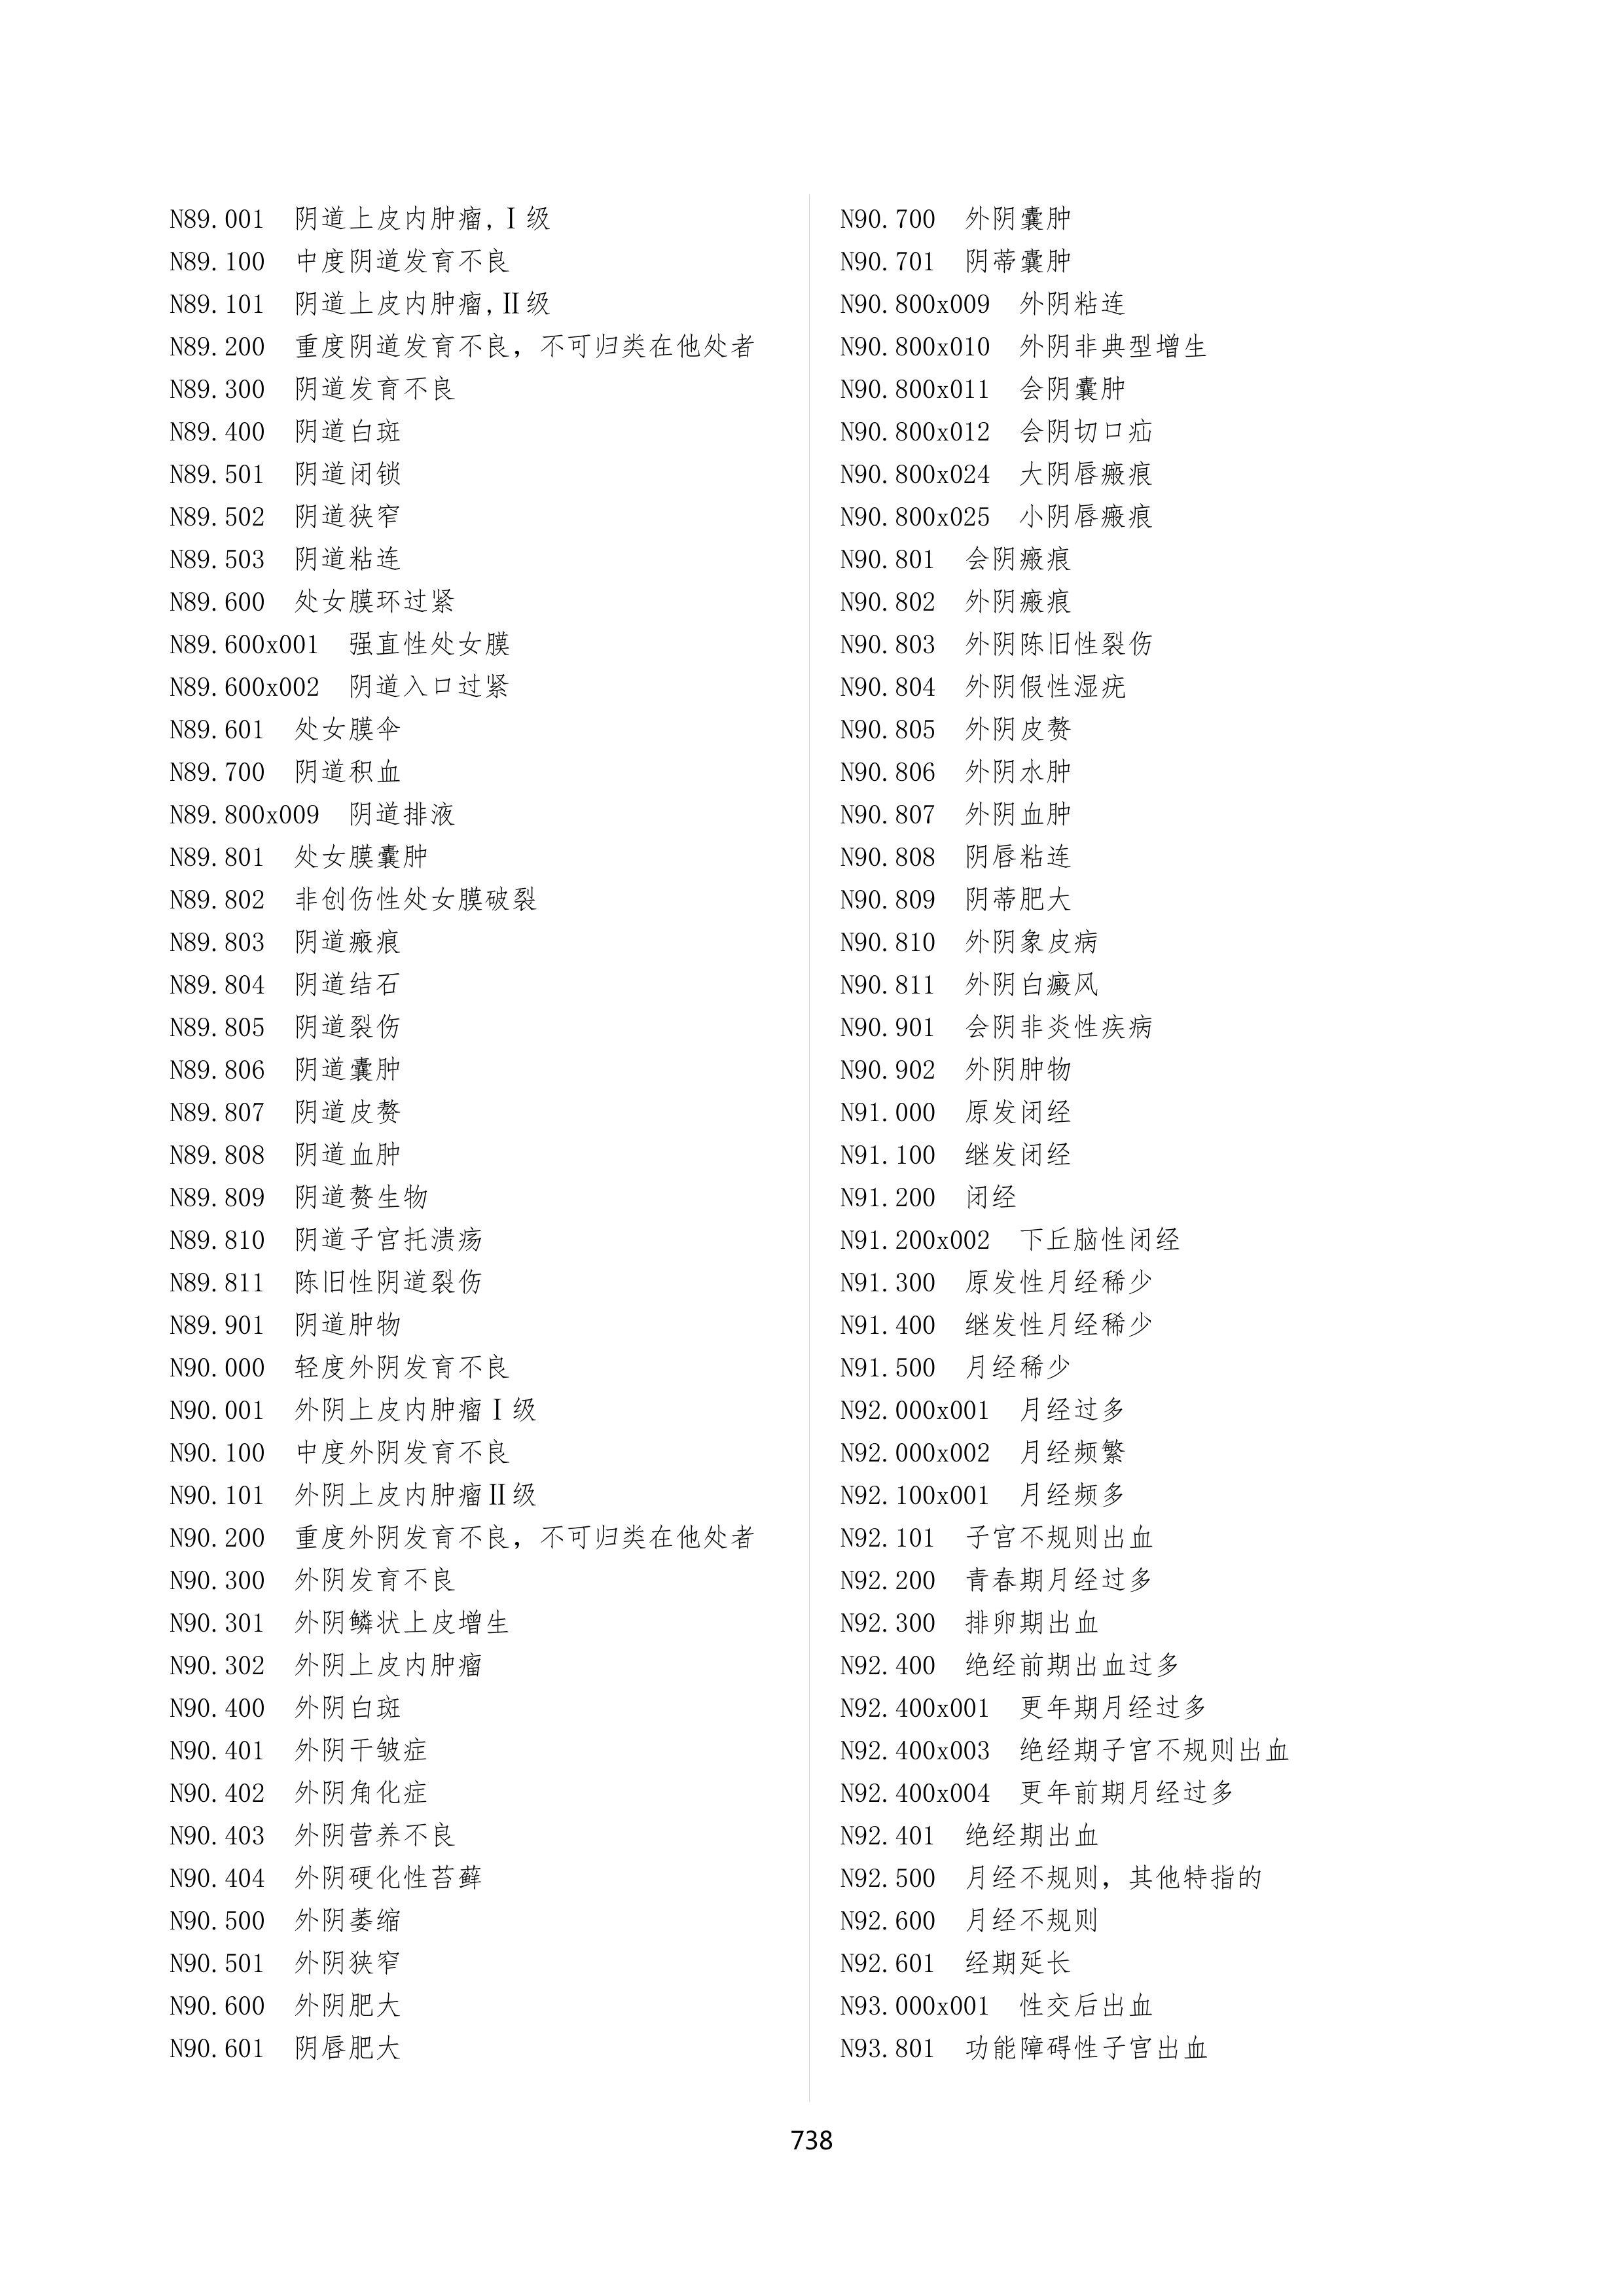 N89.001 阴道上皮内肿瘤,Ⅰ级
N89.100 中度阴道发育不良
N89.101 阴道上皮内肿瘤,Ⅱ级
N89.200 重度阴道发育不良，不可归类在他处者
N89.300 阴道发育不良
N89.400 阴道白斑
N89.501 阴道闭锁
N89.502 阴道狭窄
N89.503 阴道粘连
N89.600 处女膜环过紧
N89.600x001 强直性处女膜
N89.600x002 阴道入口过紧
N89.601 处女膜伞
N89.700 阴道积血
N89.800x009 阴道排液
N89.801 处女膜囊肿
N89.802 非创伤性处女膜破裂
N89.803 阴道瘢痕
N89.804 阴道结石
N89.805 阴道裂伤
N89.806 阴道囊肿
N89.807 阴道皮赘
N89.808 阴道血肿
N89.809 阴道赘生物
N89.810 阴道子宫托溃疡
N89.811 陈旧性阴道裂伤
N89.901 阴道肿物
N90.000 轻度外阴发育不良
N90.001 外阴上皮内肿瘤Ⅰ级
N90.100 中度外阴发育不良
N90.101 外阴上皮内肿瘤Ⅱ级
N90.200 重度外阴发育不良，不可归类在他处者
N90.300 外阴发育不良
N90.301 外阴鳞状上皮增生
N90.302 外阴上皮内肿瘤
N90.400 外阴白斑
N90.401 外阴干皱症
N90.402 外阴角化症
N90.403 外阴营养不良
N90.404 外阴硬化性苔藓
N90.500 外阴萎缩
N90.501 外阴狭窄
N90.600 外阴肥大
N90.601 阴唇肥大
N90.700 外阴囊肿
N90.701 阴蒂囊肿
N90.800x009 外阴粘连
N90.800x010 外阴非典型增生
N90.800x011 会阴囊肿
N90.800x012 会阴切口疝
N90.800x024 大阴唇瘢痕
N90.800x025 小阴唇瘢痕
N90.801 会阴瘢痕
N90.802 外阴瘢痕
N90.803 外阴陈旧性裂伤
N90.804 外阴假性湿疣
N90.805 外阴皮赘
N90.806 外阴水肿
N90.807 外阴血肿
N90.808 阴唇粘连
N90.809 阴蒂肥大
N90.810 外阴象皮病
N90.811 外阴白癜风
N90.901 会阴非炎性疾病
N90.902 外阴肿物
N91.000 原发闭经
N91.100 继发闭经
N91.200 闭经
N91.200x002 下丘脑性闭经
N91.300 原发性月经稀少
N91.400 继发性月经稀少
N91.500 月经稀少
N92.000x001 月经过多
N92.000x002 月经频繁
N92.100x001 月经频多
N92.101 子宫不规则出血
N92.200 青春期月经过多
N92.300 排卵期出血
N92.400 绝经前期出血过多
N92.400x001 更年期月经过多
N92.400x003 绝经期子宫不规则出血
N92.400x004 更年前期月经过多
N92.401 绝经期出血
N92.500 月经不规则，其他特指的
N92.600 月经不规则
N92.601 经期延长
N93.000x001 性交后出血
N93.801 功能障碍性子宫出血
738